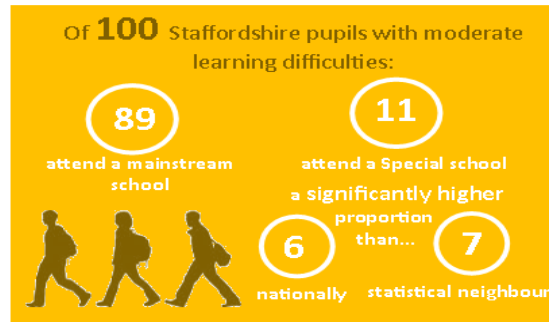 Of 100 Staffordshire pupils with moderate
learning difficulties:
89
attend a mainstream
school
11
attend a Special school
a significantly higher
proportion
than...
6
nationally
7
statistical neighbour